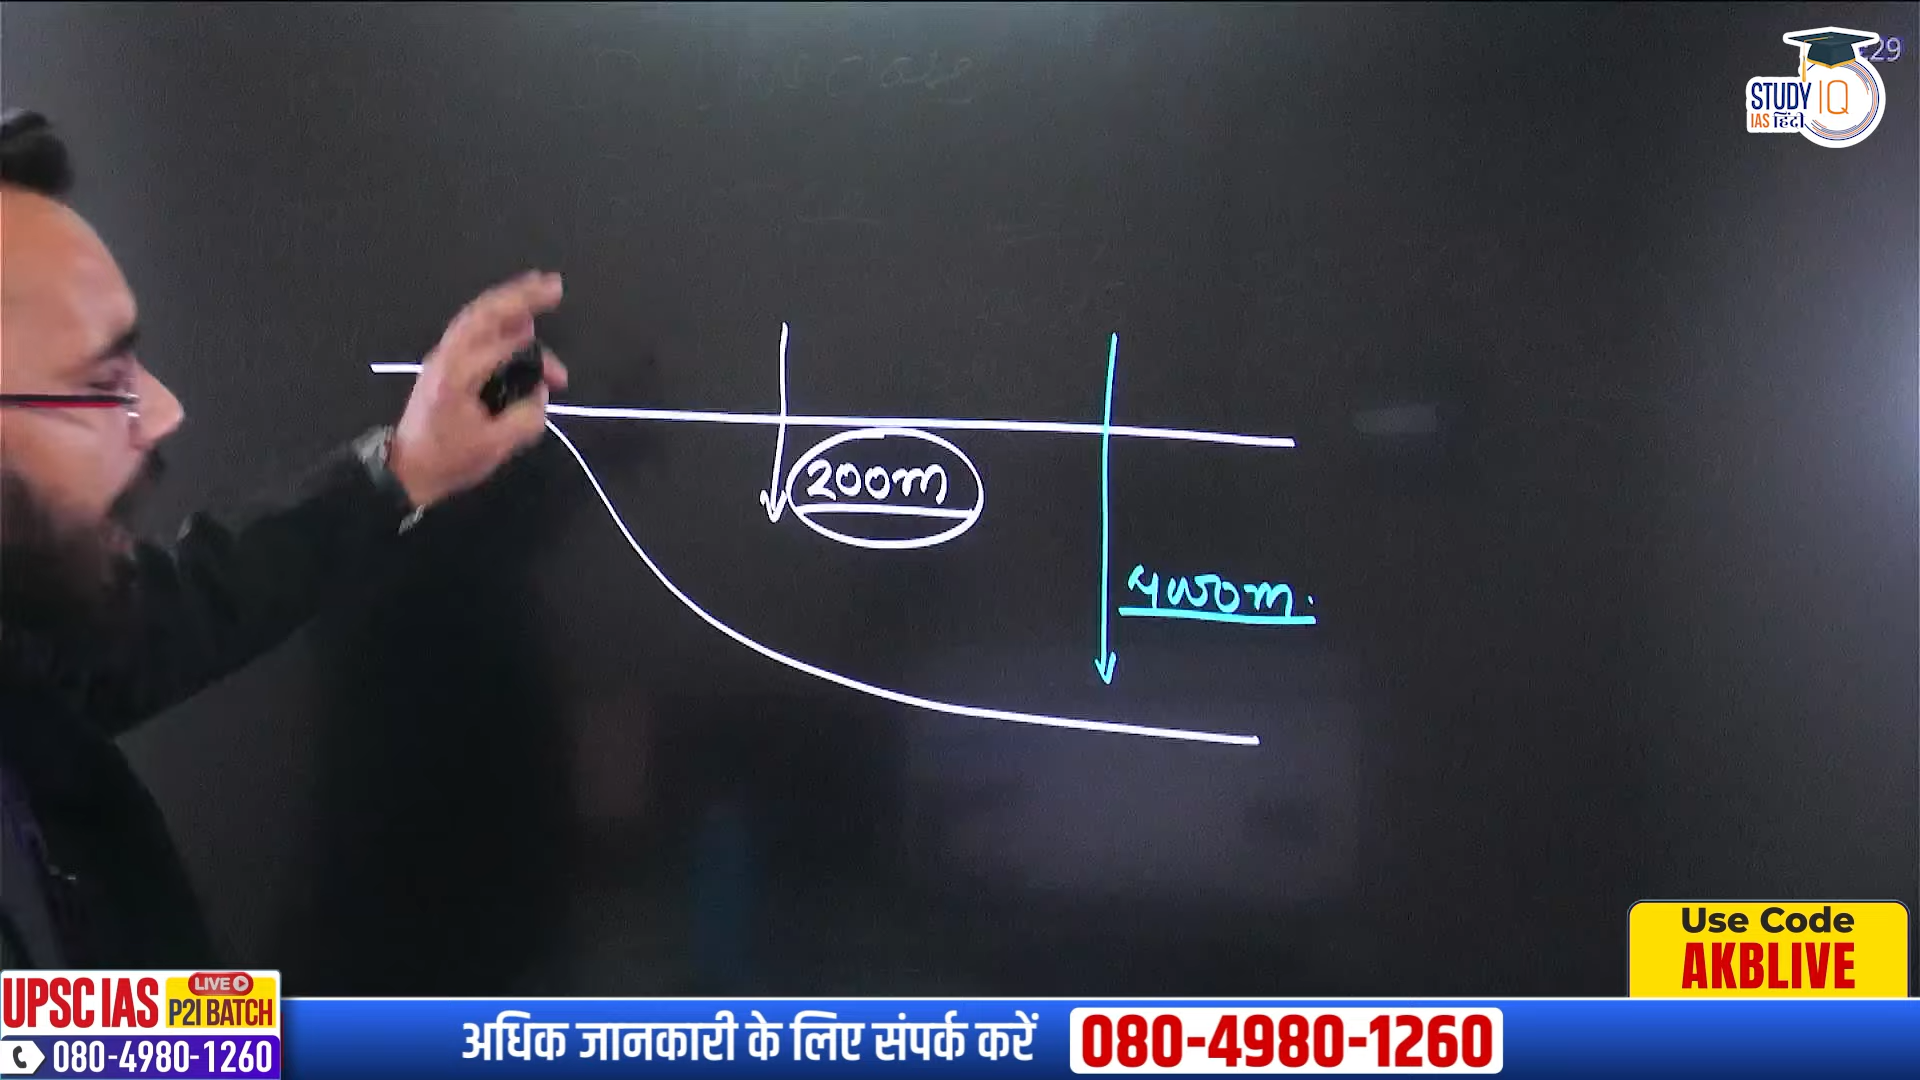 :29
STUDY IQ
IAS हिंदी
200m
Use Code
AKBLIVE
UPSC IAS
LIVE
P2I BATCH
080-4980-1260
अधिक जानकारी के लिए संपर्क करें
080-4980-1260